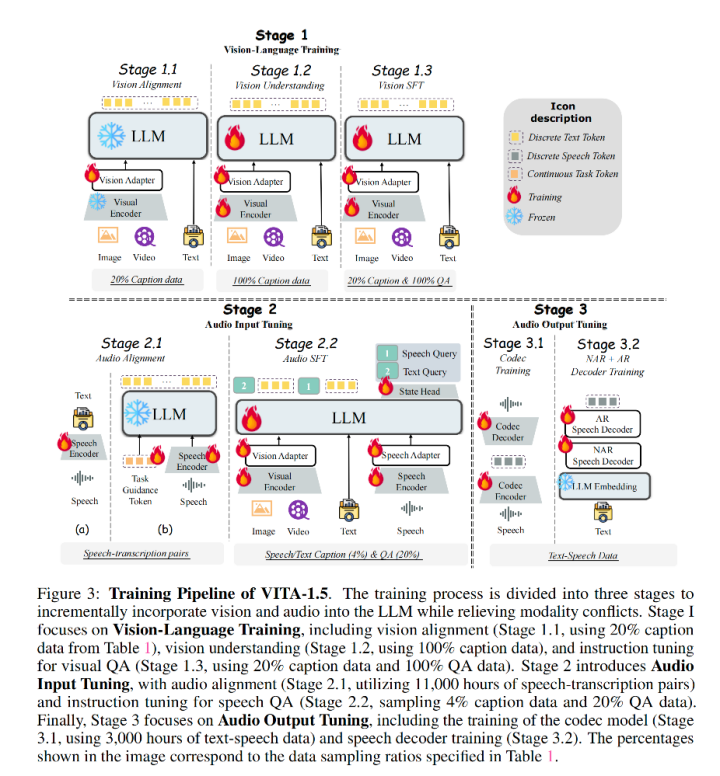 Stage 1
Vision-Language Training
Stage 1.1
Vision Alignment
LLM
Vision Adapter
Visual
Encoder
Image Video Text
20% Caption data
Stage 1.2
Vision Understanding
LLM
Vision Adapter
Visual
Encoder
Image Video Text
100% Caption data
Stage 1.3
Vision SFT
LLM
Vision Adapter
Visual
Encoder
Image Video Text
20% Caption & 100% QA
Icon
description
Discrete Text Token
Discrete Speech Token
Continuous Task Token
Training
Frozen
Stage 2
Audio Input Tuning
Stage 2.1
Audio Alignment
Text
Speech
Encoder
Speech
(a)
LLM
Speech
Encoder
Task
Guidance
Token
Speech
(b)
Speech-transcription pairs
Stage 2.2
Audio SFT
1 Speech Query
2 Text Query
State Head
2 1
LLM
Vision Adapter
Speech Adapter
Visual
Encoder
Speech
Encoder
Image Video Text Speech
Speech/Text Caption (4%) & QA (20%)
Stage 3
Audio Output Tuning
Stage 3.1
Codec
Training
Codec
Decoder
Codec
Encoder
Speech
Stage 3.2
NAR + AR
Decoder Training
AR
Speech Decoder
NAR
Speech Decoder
LLM Embedding
Text
Text-Speech Data
Figure 3: Training Pipeline of VITA-1.5. The training process is divided into three stages to
incrementally incorporate vision and audio into the LLM while relieving modality conflicts. Stage I
focuses on Vision-Language Training, including vision alignment (Stage 1.1, using 20% caption
data from Table 1), vision understanding (Stage 1.2, using 100% caption data), and instruction tuning
for visual QA (Stage 1.3, using 20% caption data and 100% QA data). Stage 2 introduces Audio
Input Tuning, with audio alignment (Stage 2.1, utilizing 11,000 hours of speech-transcription pairs)
and instruction tuning for speech QA (Stage 2.2, sampling 4% caption data and 20% QA data).
Finally, Stage 3 focuses on Audio Output Tuning, including the training of the codec model (Stage
3.1, using 3,000 hours of text-speech data) and speech decoder training (Stage 3.2). The percentages
shown in the image correspond to the data sampling ratios specified in Table 1.